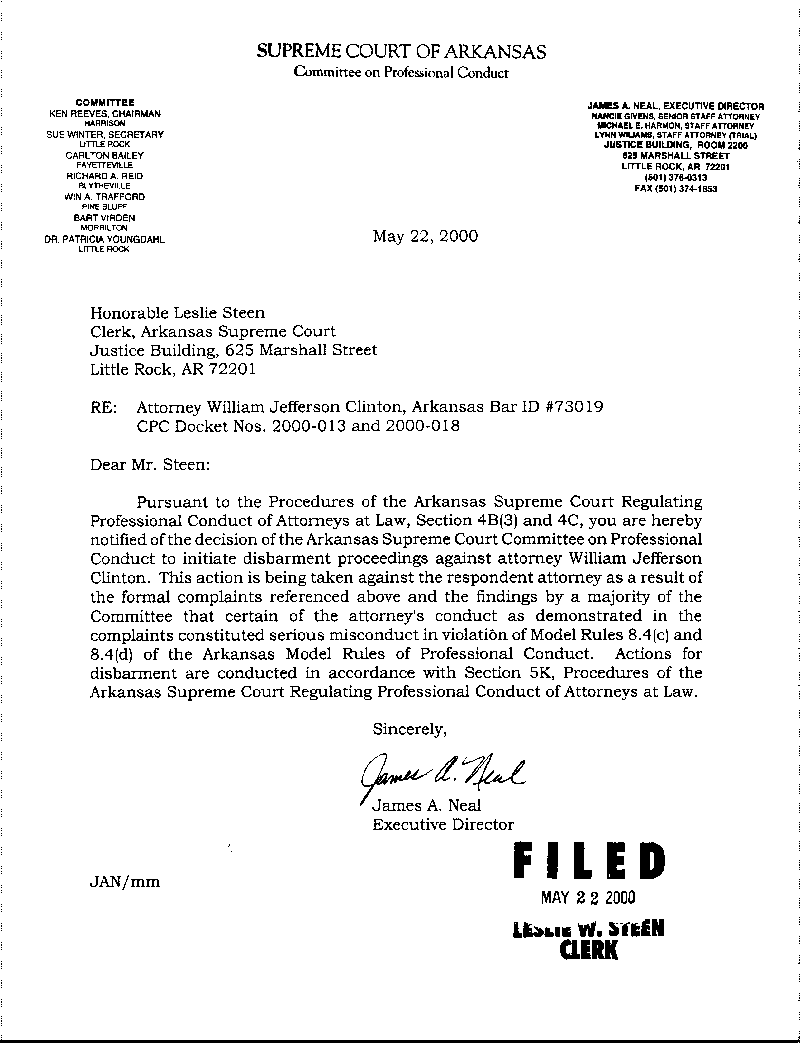 SUPREME COURT OF ARKANSAS
Committee on Professional Conduct
COMMITTEE
KEN REEVES, CHAIRMAN
HARRISON
SUE WINTER, SECRETARY
LITTLE ROCK
CARLTON BAILEY
FAYETTEVILLE
RICHARD A. REID
BLYTHEVILLE
WIN A. TRAFFORD
PINE BLUFF
BART VIRDEN
MORRILTON
DR. PATRICIA YOUNGDAHL
LITTLE ROCK
JAMES A. NEAL, EXECUTIVE DIRECTOR
NANCIE GIVENS, SENIOR STAFF ATTORNEY
MICHAEL E. HARMON, STAFF ATTORNEY
LYNN WILLIAMS, STAFF ATTORNEY (TRIAL)
JUSTICE BUILDING, ROOM 2200
625 MARSHALL STREET
LITTLE ROCK, AR 72201
(501) 376-0313
FAX (501) 374-1853
May 22, 2000
Honorable Leslie Steen
Clerk, Arkansas Supreme Court
Justice Building, 625 Marshall Street
Little Rock, AR 72201
RE: Attorney William Jefferson Clinton, Arkansas Bar ID #73019
CPC Docket Nos. 2000-013 and 2000-018
Dear Mr. Steen:
Pursuant to the Procedures of the Arkansas Supreme Court Regulating
Professional Conduct of Attorneys at Law, Section 4B(3) and 4C, you are hereby
notified of the decision of the Arkansas Supreme Court Committee on Professional
Conduct to initiate disbarment proceedings against attorney William Jefferson
Clinton. This action is being taken against the respondent attorney as a result of
the formal complaints referenced above and the findings by a majority of the
Committee that certain of the attorney's conduct as demonstrated in the
complaints constituted serious misconduct in violation of Model Rules 8.4(c) and
8.4(d) of the Arkansas Model Rules of Professional Conduct. Actions for
disbarment are conducted in accordance with Section 5K, Procedures of the
Arkansas Supreme Court Regulating Professional Conduct of Attorneys at Law.
Sincerely,
James A. Neal
James A. Neal
Executive Director
JAN/mm
FILED
MAY 22 2000
LESLIE W. STEEN
CLERK